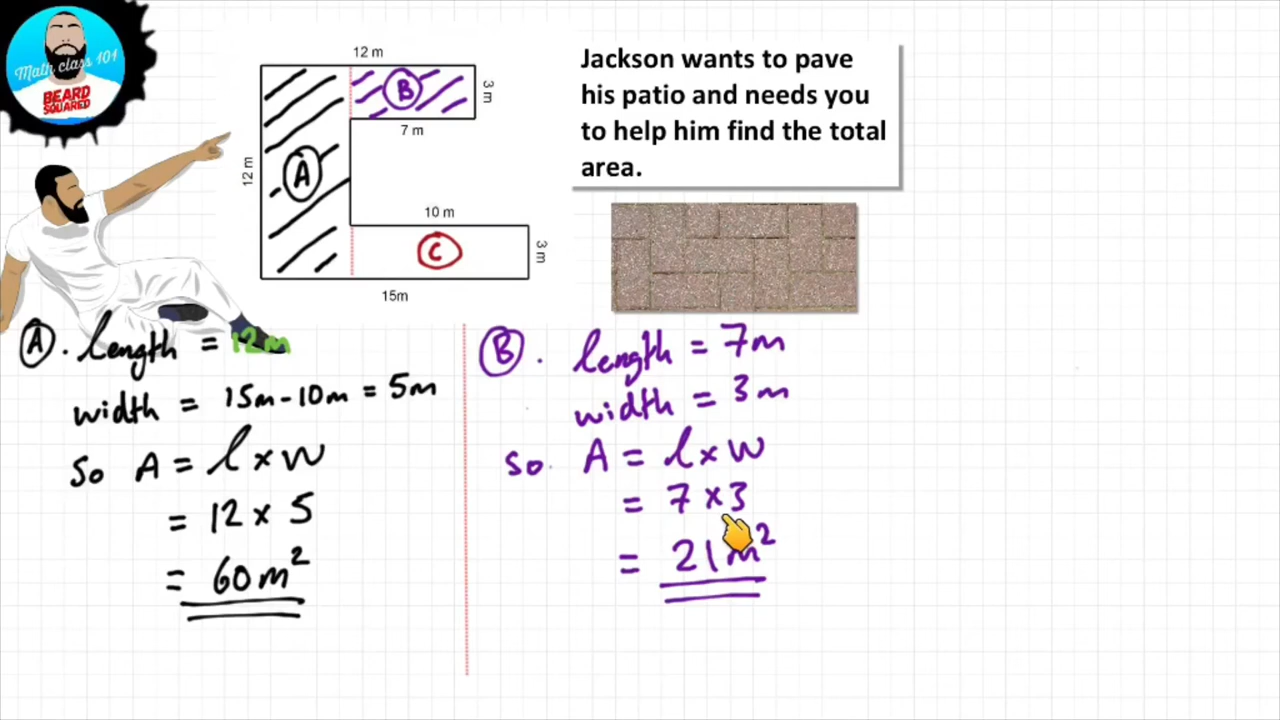 Math class 101
BEARD
SQUARED
12 m
B
3 m
7 m
12 m
A
10 m
C
3 m
15m
Jackson wants to pave
his patio and needs you
to help him find the total
area.
A. length = 12m
width = 15m - 10m = 5m
so A = l x w
= 12 x 5
= 60m²
B. length = 7m
width = 3m
so A = l x w
= 7 x 3
= 21m²